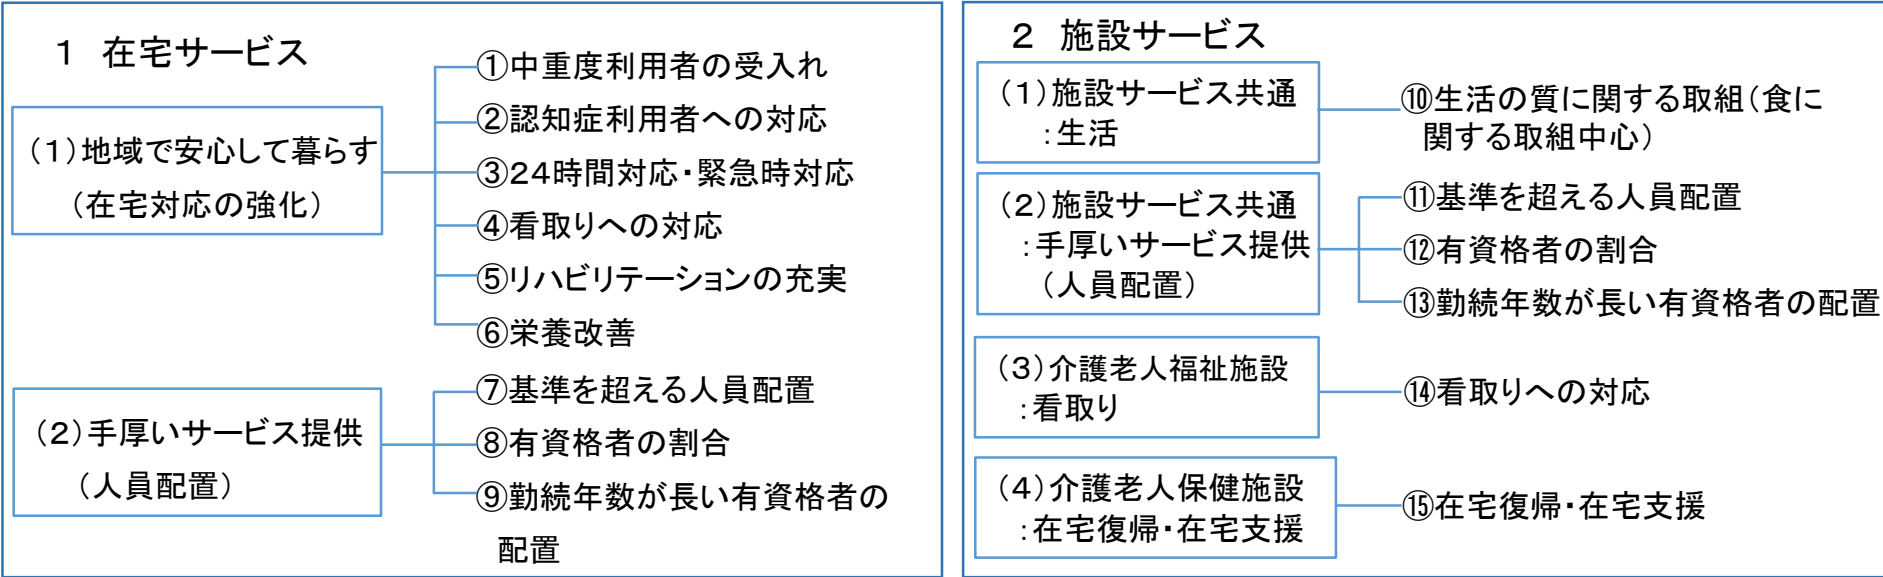 １ 在宅サービス
（１）地域で安心して暮らす
（在宅対応の強化）
①中重度利用者の受入れ
②認知症利用者への対応
③２４時間対応・緊急時対応
④看取りへの対応
⑤リハビリテーションの充実
⑥栄養改善
（２）手厚いサービス提供
（人員配置）
⑦基準を超える人員配置
⑧有資格者の割合
⑨勤続年数が長い有資格者の
配置
２ 施設サービス
（１）施設サービス共通
：生活
⑩生活の質に関する取組（食に
関する取組中心）
（２）施設サービス共通
：手厚いサービス提供
（人員配置）
⑪基準を超える人員配置
⑫有資格者の割合
⑬勤続年数が長い有資格者の配置
（３）介護老人福祉施設
：看取り
⑭看取りへの対応
（４）介護老人保健施設
：在宅復帰・在宅支援
⑮在宅復帰・在宅支援